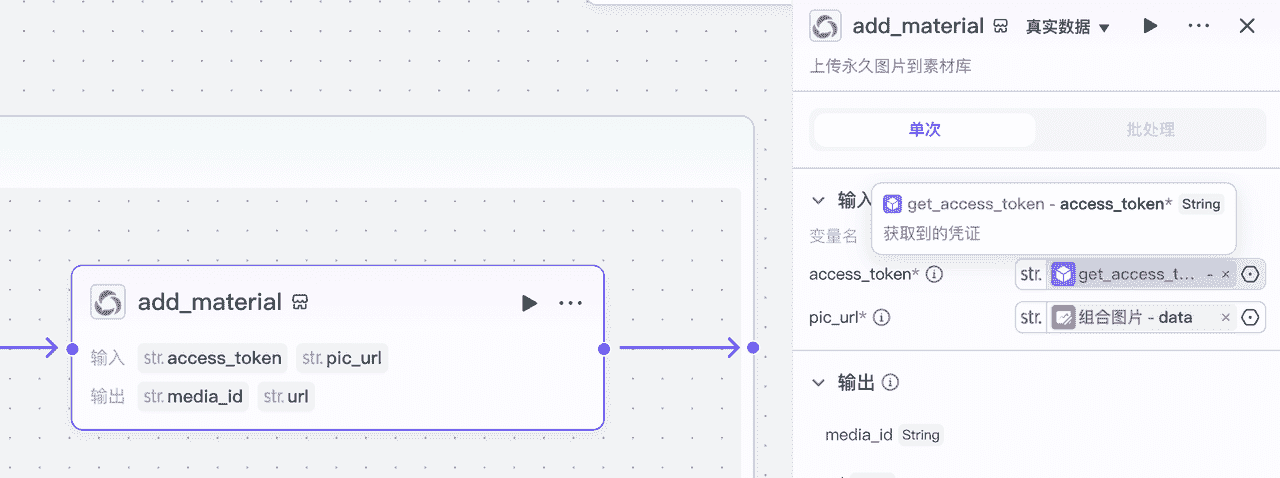 add_material
输入 str. access_token str. pic_url
输出 str. media_id str. url
add_material 真实数据
上传永久图片到素材库
单次 批处理
输入
get_access_token - access_token* String
获取到的凭证
变量名
access_token* str. get_access_t... -
pic_url* str. 组合图片 - data
输出
media_id String